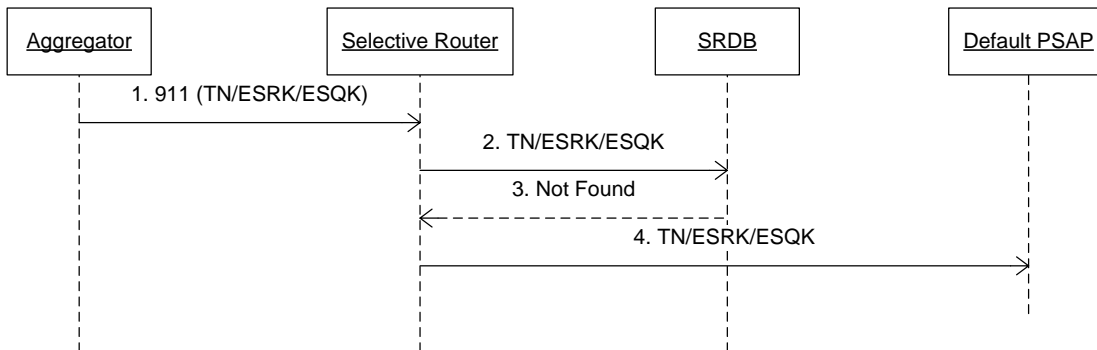 Aggregator
Selective Router
SRDB
Default PSAP
1. 911 (TN/ESRK/ESQK)
2. TN/ESRK/ESQK
3. Not Found
4. TN/ESRK/ESQK